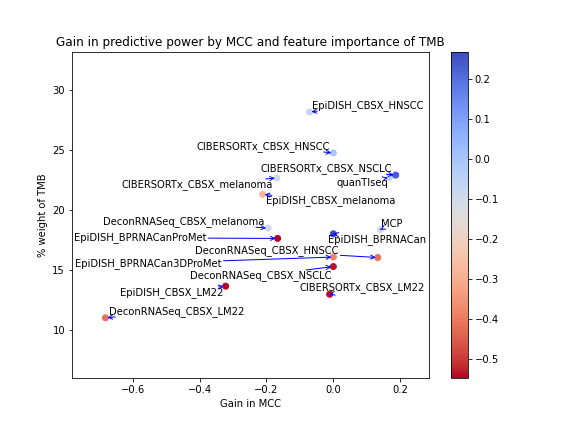 Gain in predictive power by MCC and feature importance of TMB
EpiDISH_CBSX_HNSCC
CIBERSORTx_CBSX_HNSCC
CIBERSORTx_CBSX_NSCLC
quanTIseq
CIBERSORTx_CBSX_melanoma
EpiDISH_CBSX_melanoma
DeconRNASeq_CBSX_melanoma
MCP
EpiDISH_BPRNACanProMet
EpiDISH_BPRNACan
DeconRNASeq_CBSX_HNSCC
EpiDISH_BPRNACan3DProMet
DeconRNASeq_CBSX_NSCLC
EpiDISH_CBSX_LM22
CIBERSORTx_CBSX_LM22
DeconRNASeq_CBSX_LM22
% weight of TMB
30
25
20
15
10
−0.6 −0.4 −0.2 0.0 0.2
Gain in MCC
0.2
0.1
0.0
−0.1
−0.2
−0.3
−0.4
−0.5